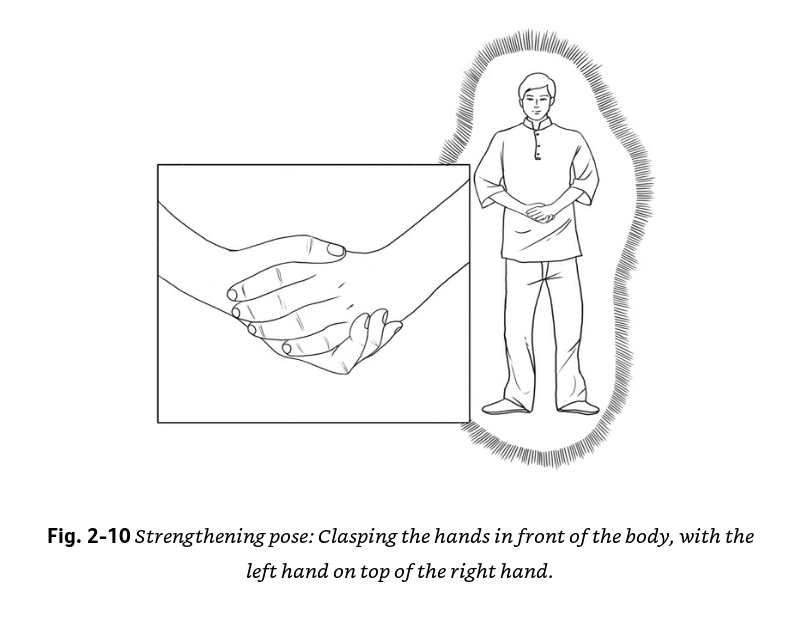 Fig. 2-10 Strengthening pose: Clasping the hands in front of the body, with the
left hand on top of the right hand.